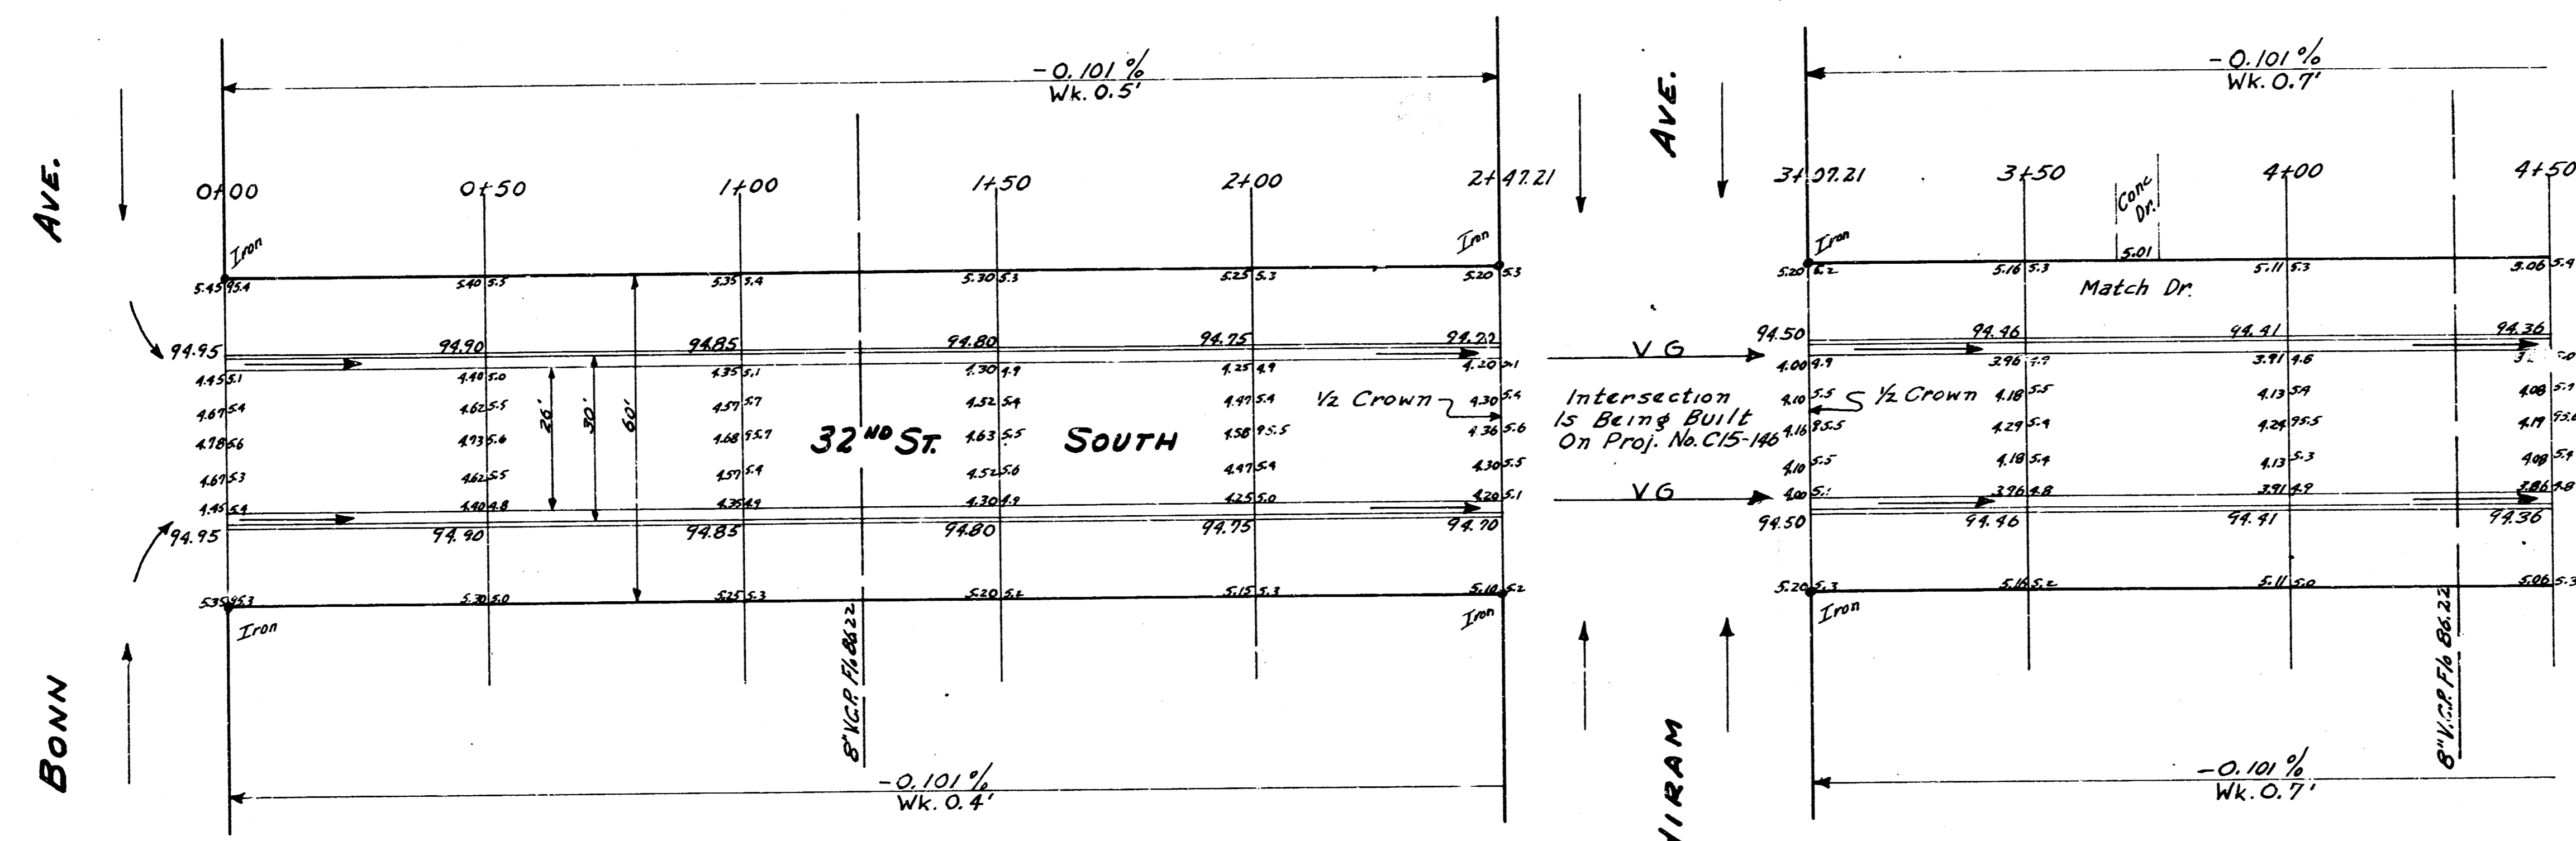 -0.101 %
Wk. 0.5'
-0.101 %
Wk. 0.7'
AVE.
AVE.
0+00 0+50 1+00 1+50 2+00 2+47.21 3+07.21 3+50 4+00 4+50
Conc
Dr.
Iron Iron Iron
5.01
5.45 95.4 5.40 5.5 5.35 5.4 5.30 5.3 5.25 5.3 5.20 5.3 5.20 5.2 5.16 5.3 5.11 5.3 5.06 5.4
Match Dr.
94.95 94.90 94.85 94.80 94.75 94.50 94.46 94.41 94.36
VG
4.45 5.1 4.40 5.0 4.35 5.1 4.30 4.9 4.25 4.9 4.20 4.00 4.9 3.96 4.9 3.91 4.6
4.67 5.4 4.62 5.5 4.57 5.7 4.52 5.4 4.47 5.4 4.30 5.4 4.10 5.5 4.18 5.5 4.13 5.4 4.08
1/2 Crown
Intersection
Is Being Built
On Proj. No. C15-146
1/2 Crown
26' 30' 60'
4.78 5.6 4.73 5.6 4.68 95.7 4.63 5.5 4.58 95.5 4.36 5.6 4.16 95.5 4.29 5.4 4.24 95.5 4.19
32ND ST. SOUTH
4.67 5.3 4.62 5.5 4.57 5.4 4.52 5.6 4.47 5.4 4.30 5.5 4.10 5.5 4.18 5.4 4.13 5.3 4.08 5.4
4.45 5.4 4.40 4.8 4.35 4.9 4.30 4.9 4.25 5.0 4.20 5.1 4.00 3.96 4.8 3.91 4.9 3.86 4.8
VG
94.95 94.90 94.85 94.80 94.75 94.70 94.50 94.46 94.41 94.36
5.35 95.3 5.30 5.0 5.25 5.3 5.20 5.2 5.15 5.3 5.10 5.2 5.20 5.3 5.16 5.2 5.11 5.0 5.06 5.3
Iron Iron Iron
8" V.C.P. F/L 86.22
8" V.C.P. F/L 86.22
BONN
HIRAM
-0.101 %
Wk. 0.4'
-0.101 %
Wk. 0.7'